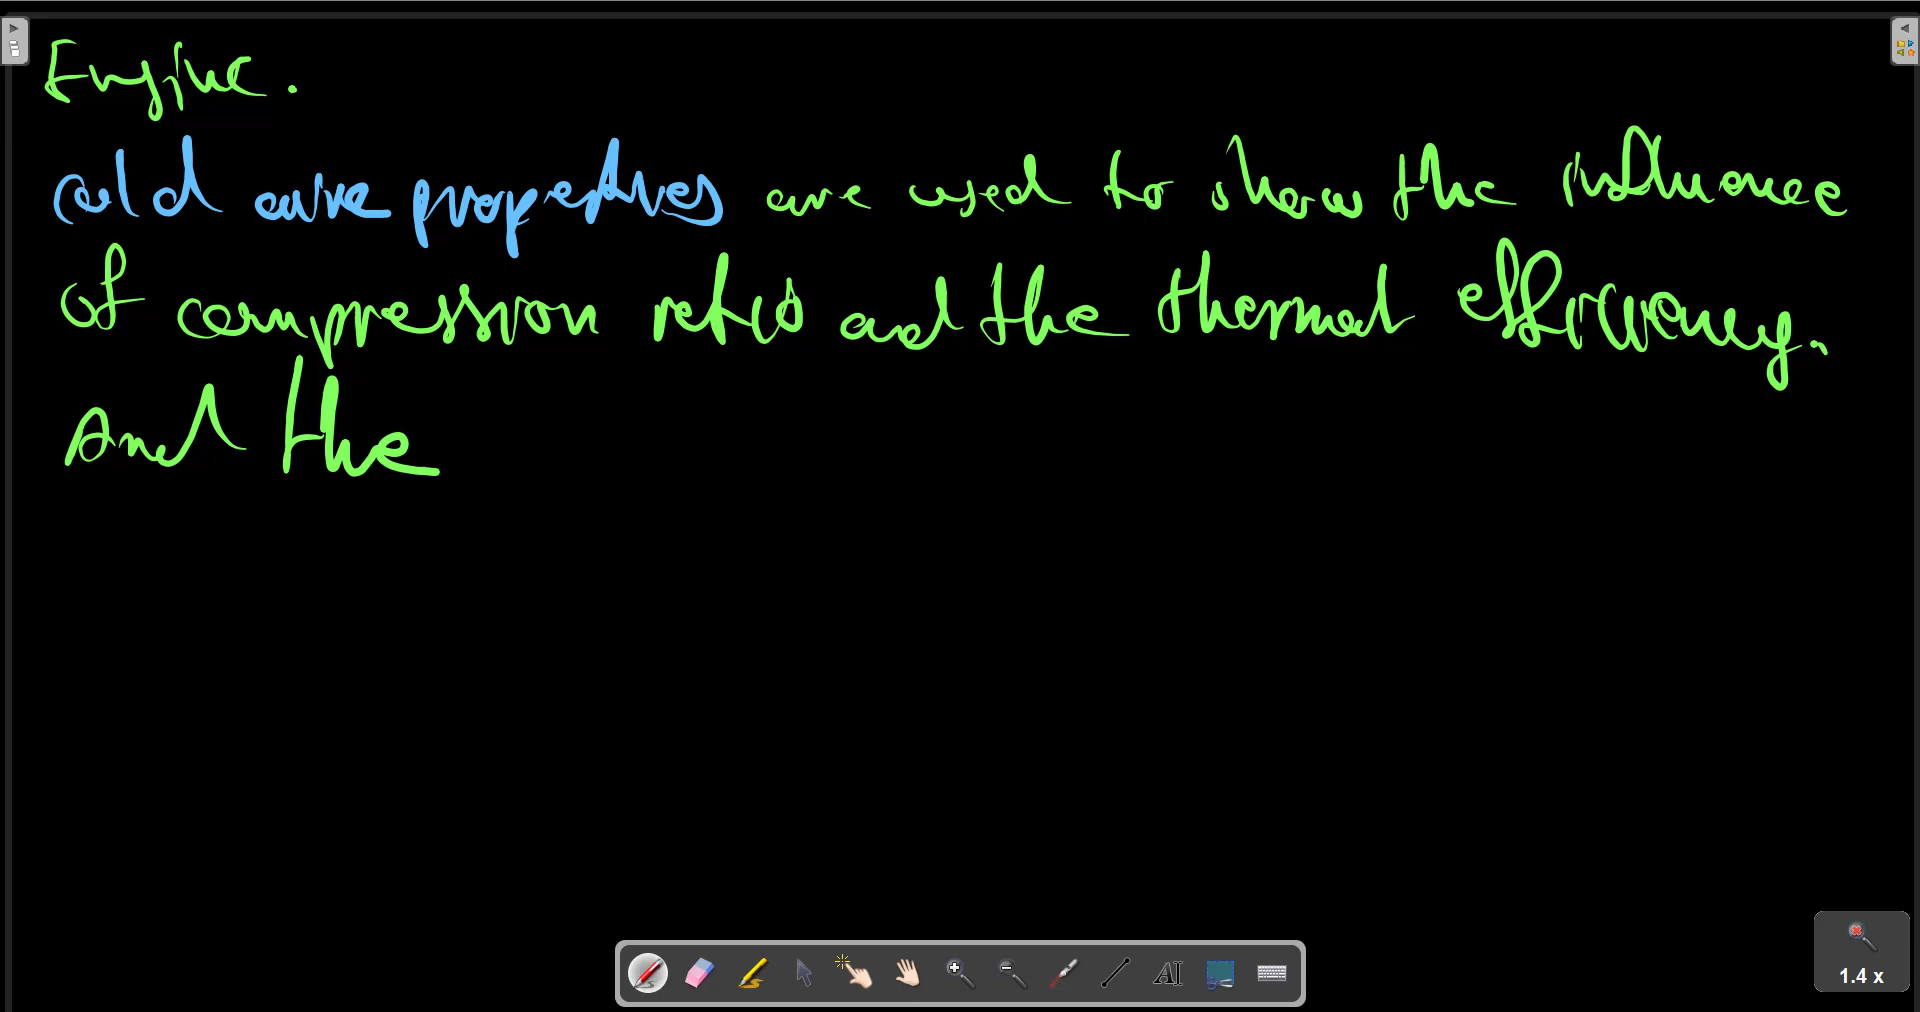 Engine.
cold air properties are used to show the influence
of compression ratio and the thermal efficiency.
And the
1.4 x